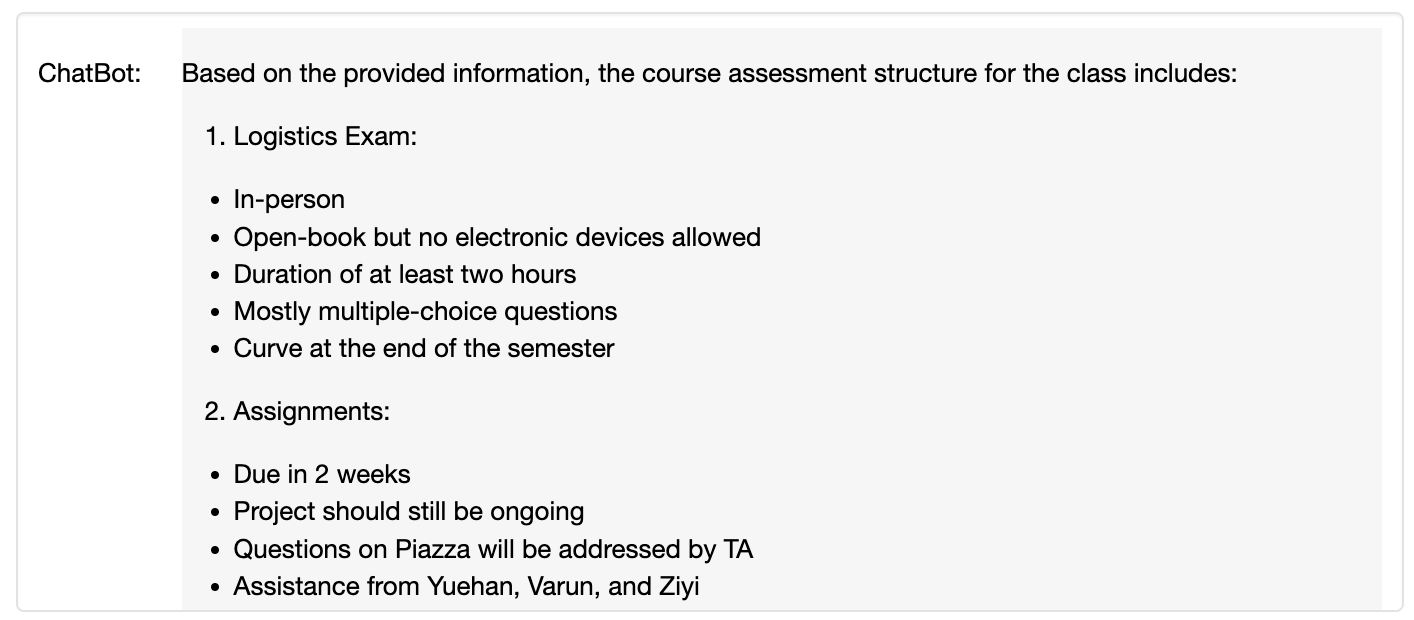 ChatBot: Based on the provided information, the course assessment structure for the class includes:
1. Logistics Exam:
• In-person
• Open-book but no electronic devices allowed
• Duration of at least two hours
• Mostly multiple-choice questions
• Curve at the end of the semester
2. Assignments:
• Due in 2 weeks
• Project should still be ongoing
• Questions on Piazza will be addressed by TA
• Assistance from Yuehan, Varun, and Ziyi